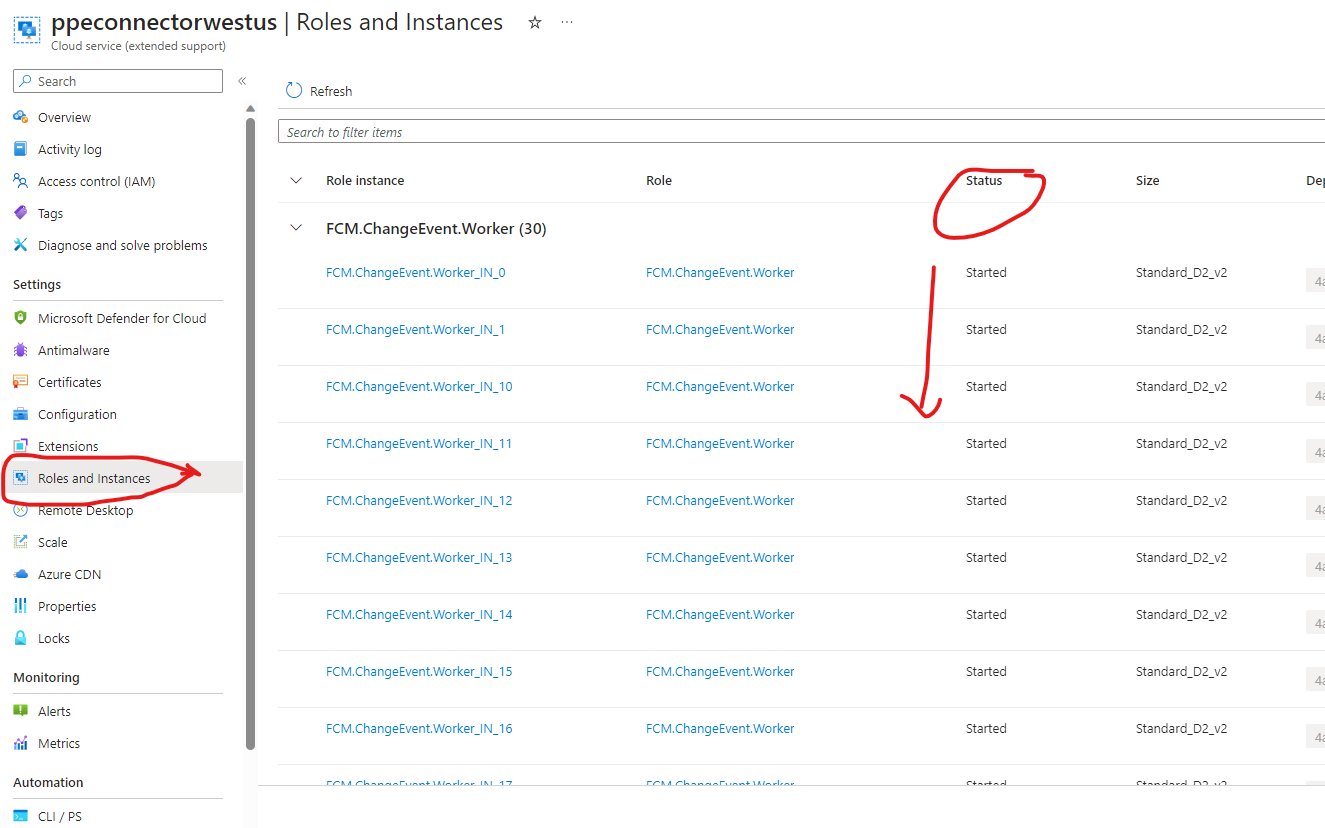 ppeconnectorwestus | Roles and Instances
Cloud service (extended support)
Search
Overview
Activity log
Access control (IAM)
Tags
Diagnose and solve problems
Settings
Microsoft Defender for Cloud
Antimalware
Certificates
Configuration
Extensions
Roles and Instances
Remote Desktop
Scale
Azure CDN
Properties
Locks
Monitoring
Alerts
Metrics
Automation
CLI / PS
Refresh
Search to filter items
Role instance Role Status Size Dep
FCM.ChangeEvent.Worker (30)
FCM.ChangeEvent.Worker_IN_0 FCM.ChangeEvent.Worker Started Standard_D2_v2 4a
FCM.ChangeEvent.Worker_IN_1 FCM.ChangeEvent.Worker Started Standard_D2_v2 4a
FCM.ChangeEvent.Worker_IN_10 FCM.ChangeEvent.Worker Started Standard_D2_v2 4a
FCM.ChangeEvent.Worker_IN_11 FCM.ChangeEvent.Worker Started Standard_D2_v2 4a
FCM.ChangeEvent.Worker_IN_12 FCM.ChangeEvent.Worker Started Standard_D2_v2 4a
FCM.ChangeEvent.Worker_IN_13 FCM.ChangeEvent.Worker Started Standard_D2_v2 4a
FCM.ChangeEvent.Worker_IN_14 FCM.ChangeEvent.Worker Started Standard_D2_v2 4a
FCM.ChangeEvent.Worker_IN_15 FCM.ChangeEvent.Worker Started Standard_D2_v2 4a
FCM.ChangeEvent.Worker_IN_16 FCM.ChangeEvent.Worker Started Standard_D2_v2 4a
FCM.ChangeEvent.Worker_IN_17 FCM.ChangeEvent.Worker Started Standard_D2_v2